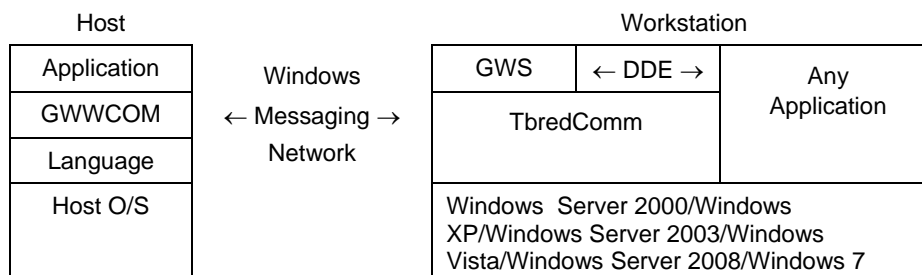 Host
Workstation
Application
GWWCOM
Language
Host O/S
Windows
← Messaging →
Network
GWS
← DDE →
TbredComm
Any
Application
Windows Server 2000/Windows
XP/Windows Server 2003/Windows
Vista/Windows Server 2008/Windows 7